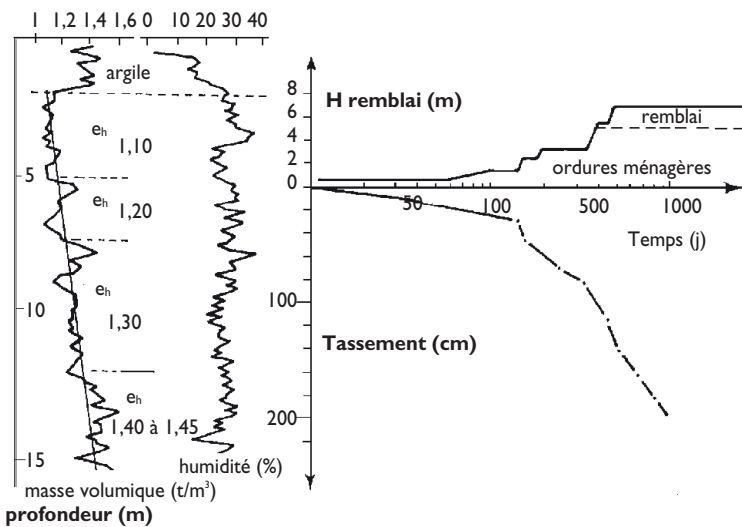 1 1,2 1,4 1,6 0 10 20 30 40
argile
eₕ
1,10
5
eₕ
1,20
eₕ
10
1,30
eₕ
1,40 à 1,45
15
humidité (%)
masse volumique (t/m³)
profondeur (m)
8
H remblai (m)
6
remblai
4
2
ordures ménagères
0
0
50 100 500 1000
Temps (j)
100
Tassement (cm)
200